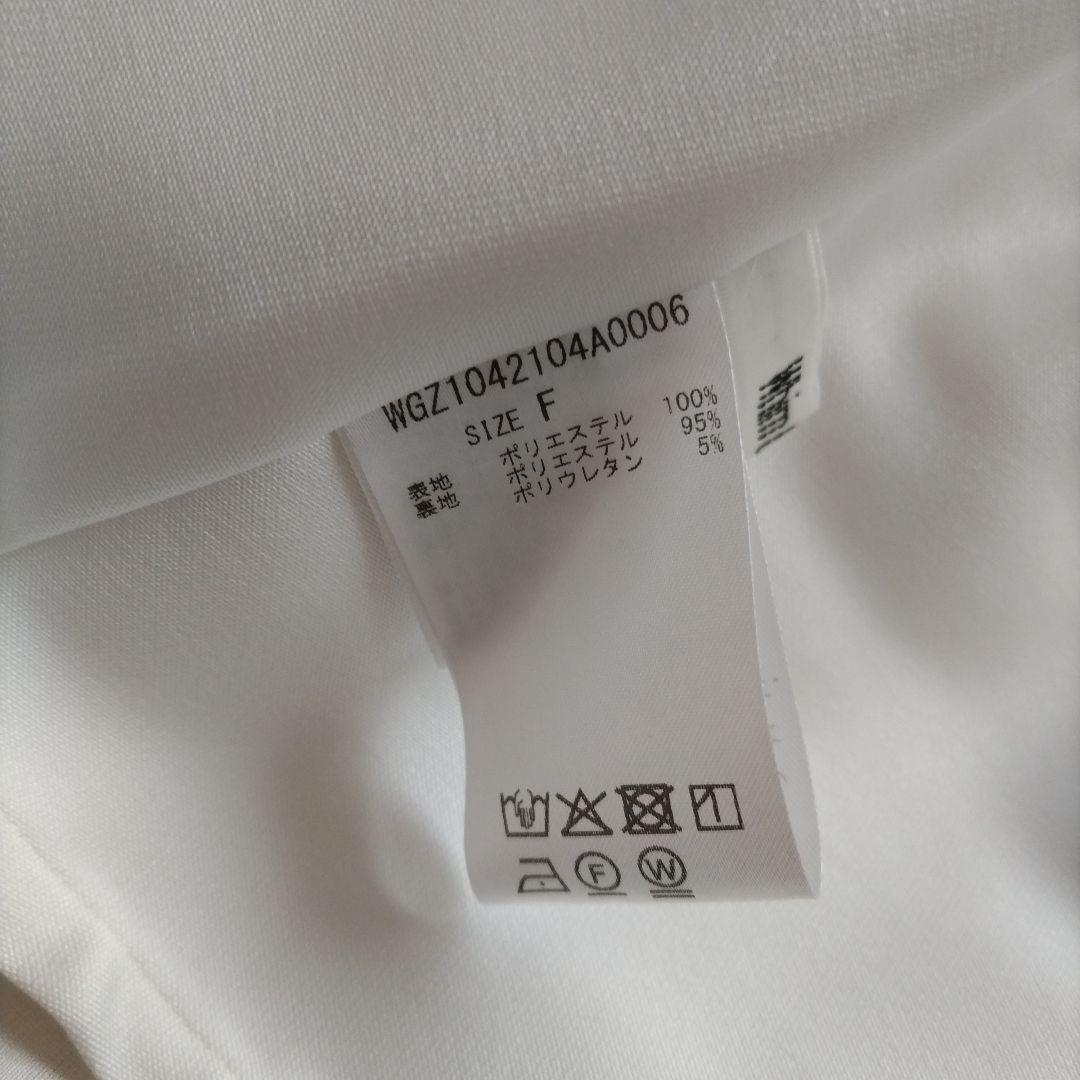 WGZ1042104A0006
SIZE F
表地 ポリエステル 100%
裏地 ポリエステル 95%
ポリウレタン 5%
F
W